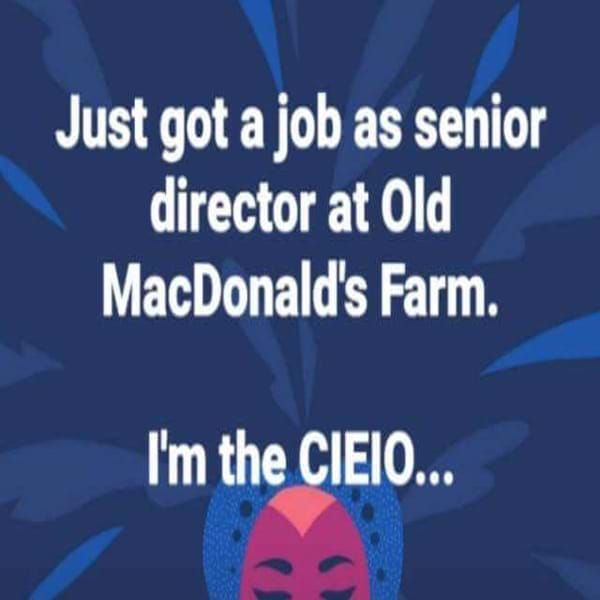 Just got a job as senior
director at Old
MacDonald's Farm.
I'm the CIEIO...